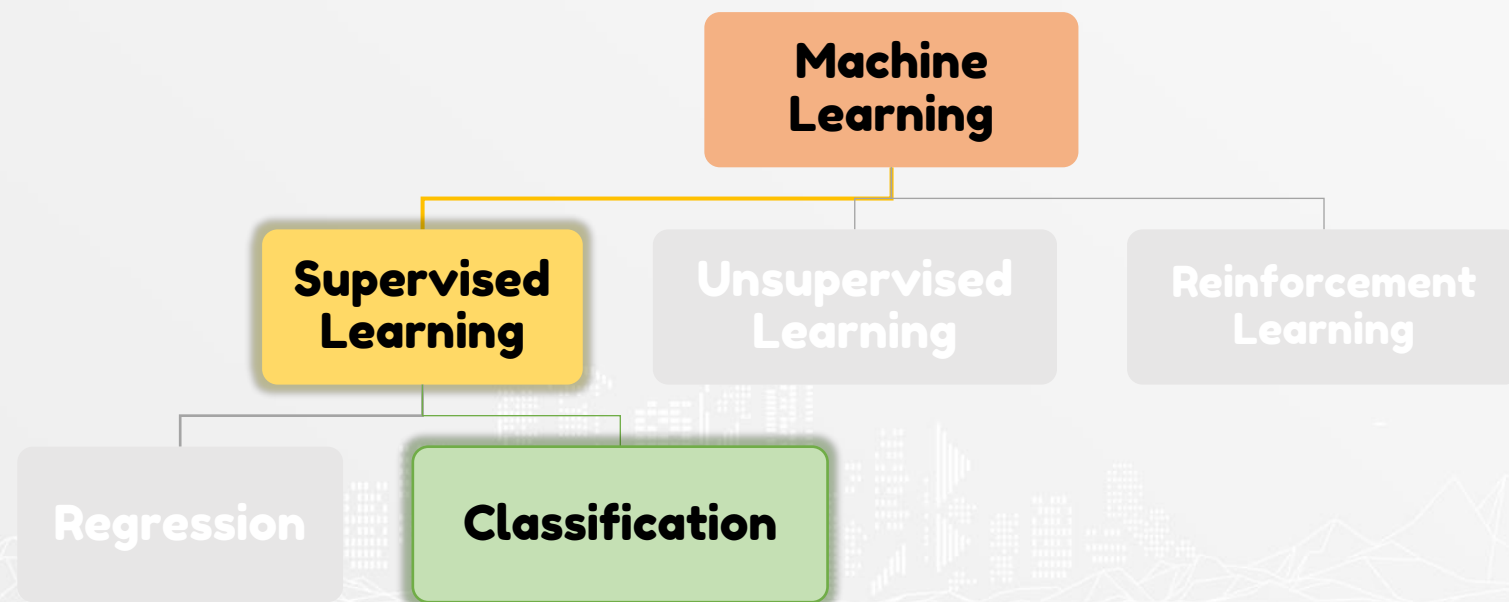 Machine
Learning
Supervised
Learning
Unsupervised
Learning
Reinforcement
Learning
Regression
Classification